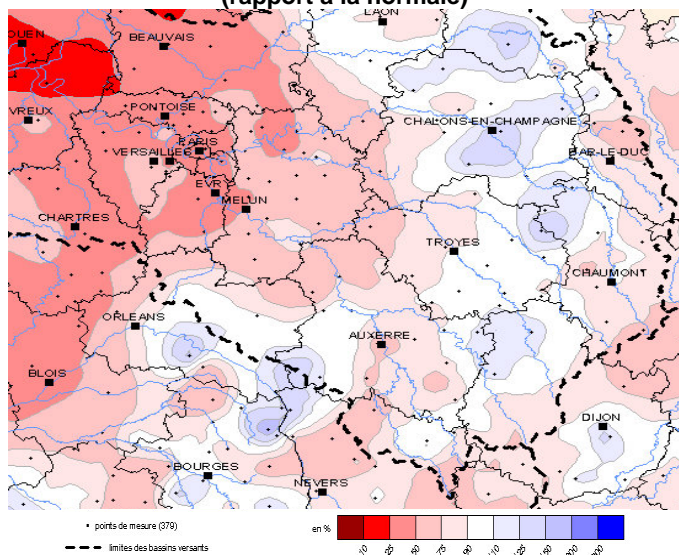 (rapport à la normale)
LAON
OUEN
BEAUVAIS
VREUX
PONTOISE
CHALONS-EN-CHAMPAGNE
PARIS
VERSAILLES
BAR-LE-DUC
EVRY
MELUN
CHARTRES
TROYES
CHAUMONT
ORLEANS
AUXERRE
BLOIS
DIJON
BOURGES
NEVERS
points de mesure (379)
en %
10 25 50 75 90 110 125 150 200
limites des bassins versants